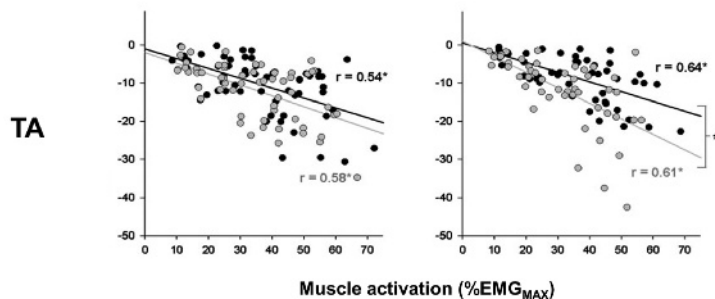 TA
0
-10
-20
-30
-40
-50
0 10 20 30 40 50 60 70
r = 0.54*
r = 0.58*
0
-10
-20
-30
-40
-50
0 10 20 30 40 50 60 70
r = 0.64*
r = 0.61*
Muscle activation (%EMGMAX)